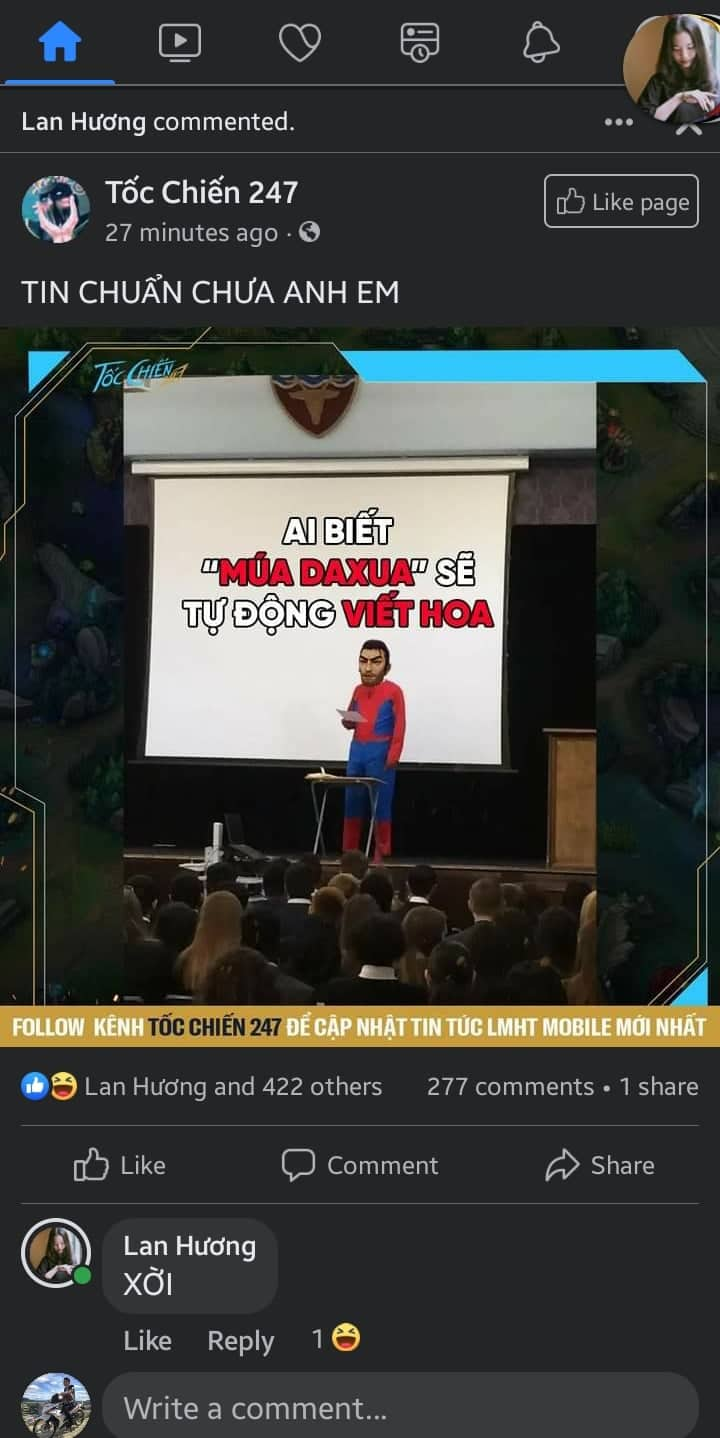 Lan Hương commented.
Tốc Chiến 247
27 minutes ago ·
Like page
TIN CHUẨN CHƯA ANH EM
TỐC CHIẾN 247
AI BIẾT
“MÚA DAXUA” SẼ
TỰ ĐỘNG VIẾT HOA
FOLLOW KÊNH TỐC CHIẾN 247 ĐỂ CẬP NHẬT TIN TỨC LMHT MOBILE MỚI NHẤT
Lan Hương and 422 others 277 comments • 1 share
Like Comment Share
Lan Hương
XỜI
Like Reply 1
Write a comment...